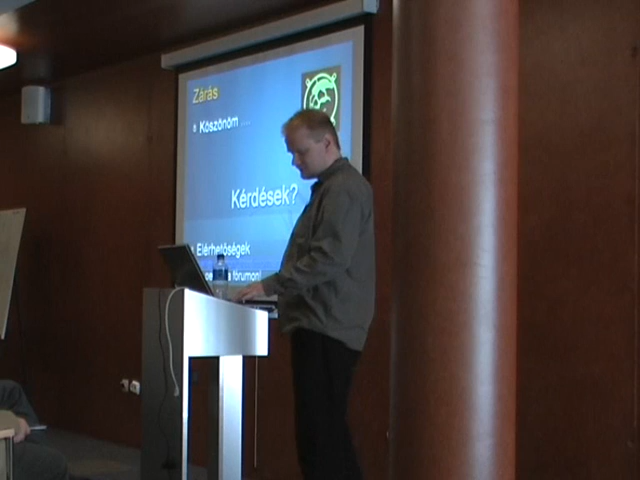 Zárás
Köszönöm ...
Kérdések?
Elérhetőségek
fórumon!